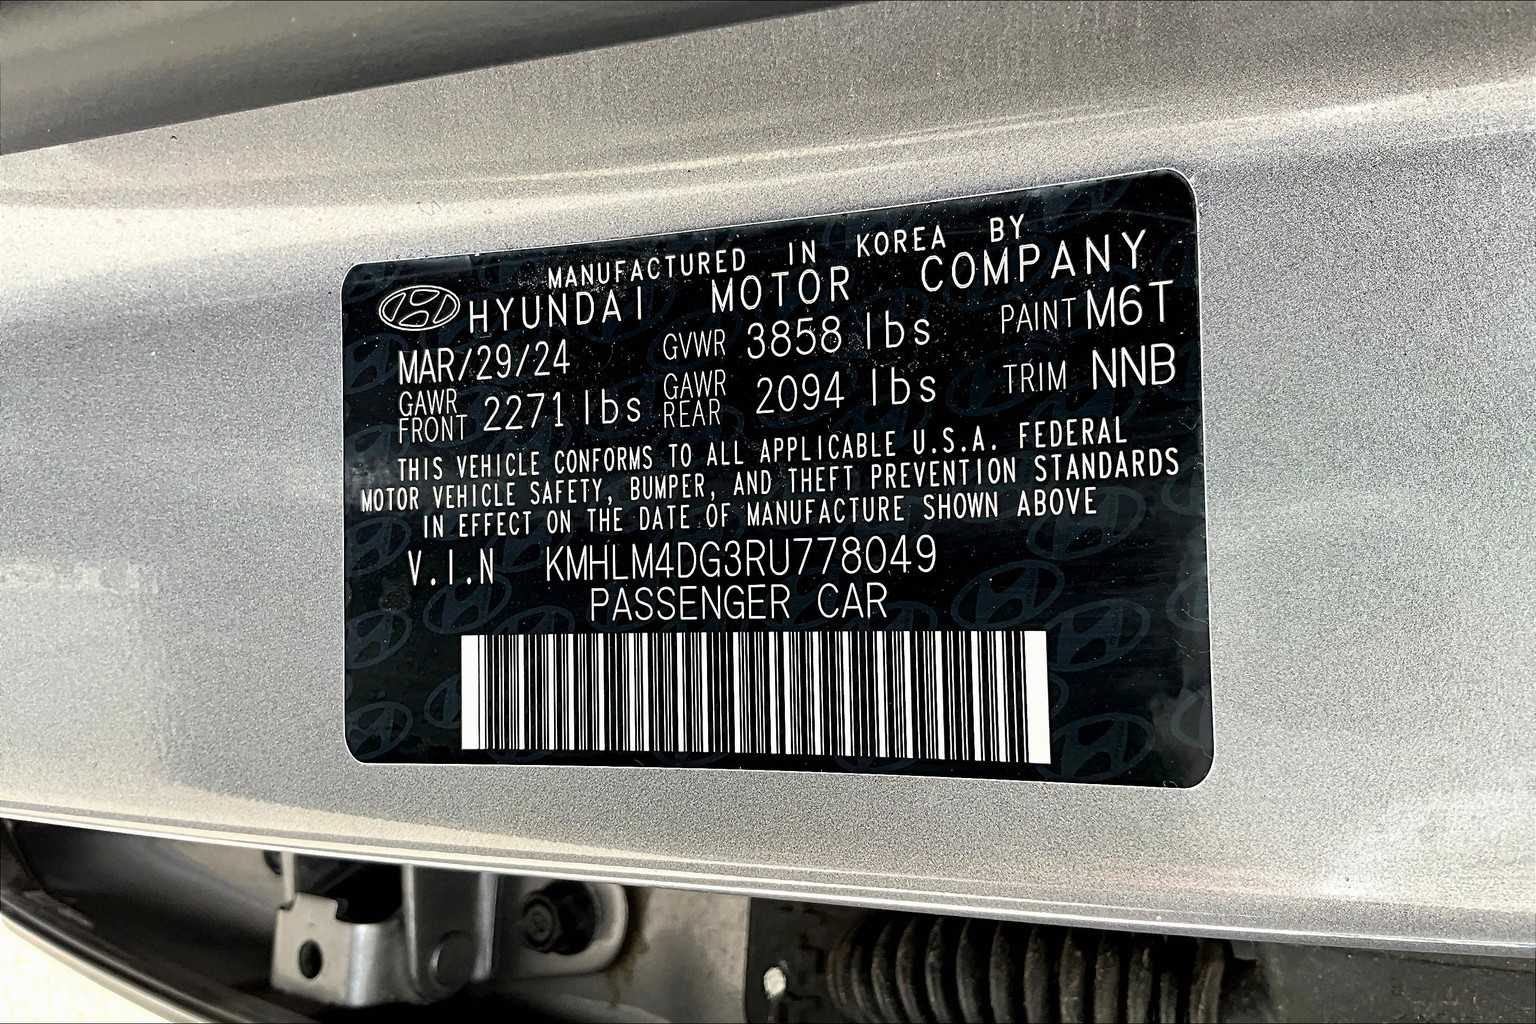 MANUFACTURED IN KOREA BY
HYUNDAI MOTOR COMPANY
MAR/29/24 GVWR 3858 lbs PAINT M6T
GAWR FRONT 2271 lbs GAWR REAR 2094 lbs TRIM NNB
THIS VEHICLE CONFORMS TO ALL APPLICABLE U.S.A. FEDERAL
MOTOR VEHICLE SAFETY, BUMPER, AND THEFT PREVENTION STANDARDS
IN EFFECT ON THE DATE OF MANUFACTURE SHOWN ABOVE
V.I.N KMHLM4DG3RU778049
PASSENGER CAR